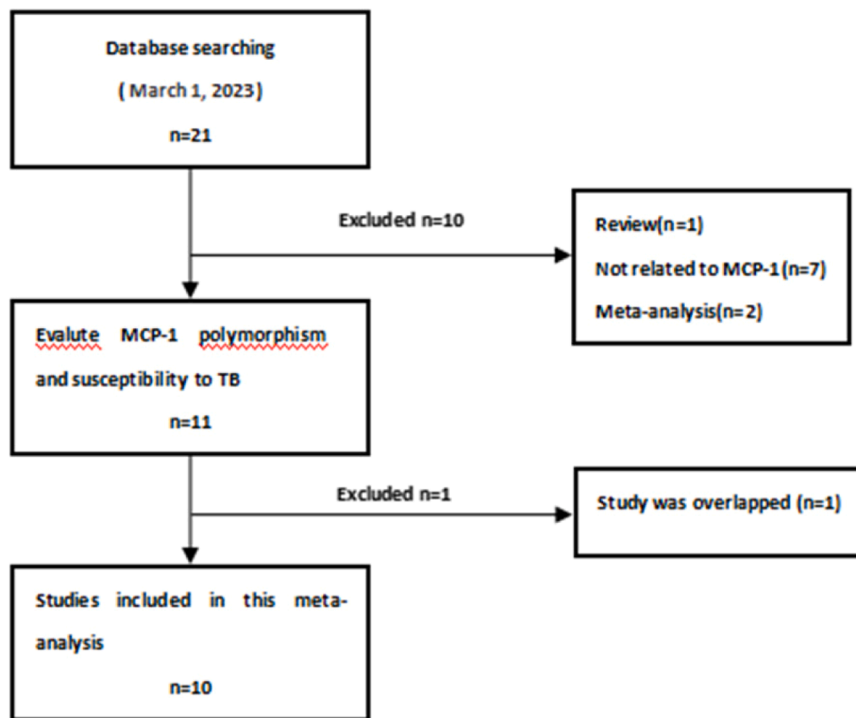 Database searching
( March 1, 2023)
n=21
Excluded n=10
Review(n=1)
Not related to MCP-1(n=7)
Meta-analysis(n=2)
Evalute MCP-1 polymorphism
and susceptibility to TB
n=11
Excluded n=1
Study was overlapped (n=1)
Studies included in this meta-
analysis
n=10